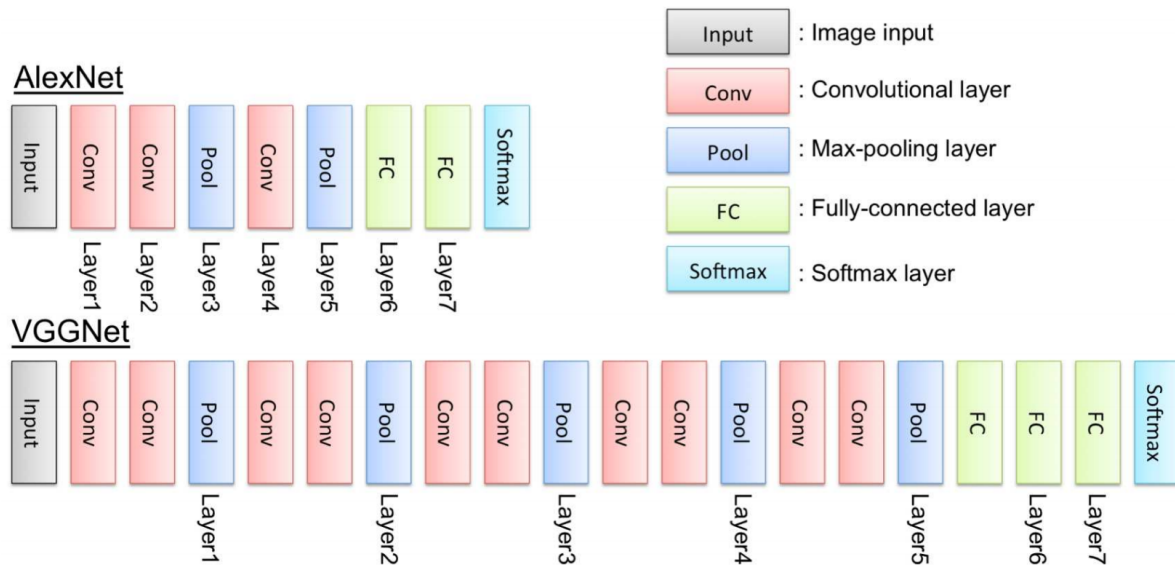 Input : Image input
Conv : Convolutional layer
Pool : Max-pooling layer
FC : Fully-connected layer
Softmax : Softmax layer
AlexNet
Input Conv Conv Pool Conv Pool FC FC Softmax
Layer1 Layer2 Layer3 Layer4 Layer5 Layer6 Layer7
VGGNet
Input Conv Conv Pool Conv Conv Pool Conv Conv Pool Conv Conv Pool Conv Conv Pool FC FC FC Softmax
Layer1 Layer2 Layer3 Layer4 Layer5 Layer6 Layer7